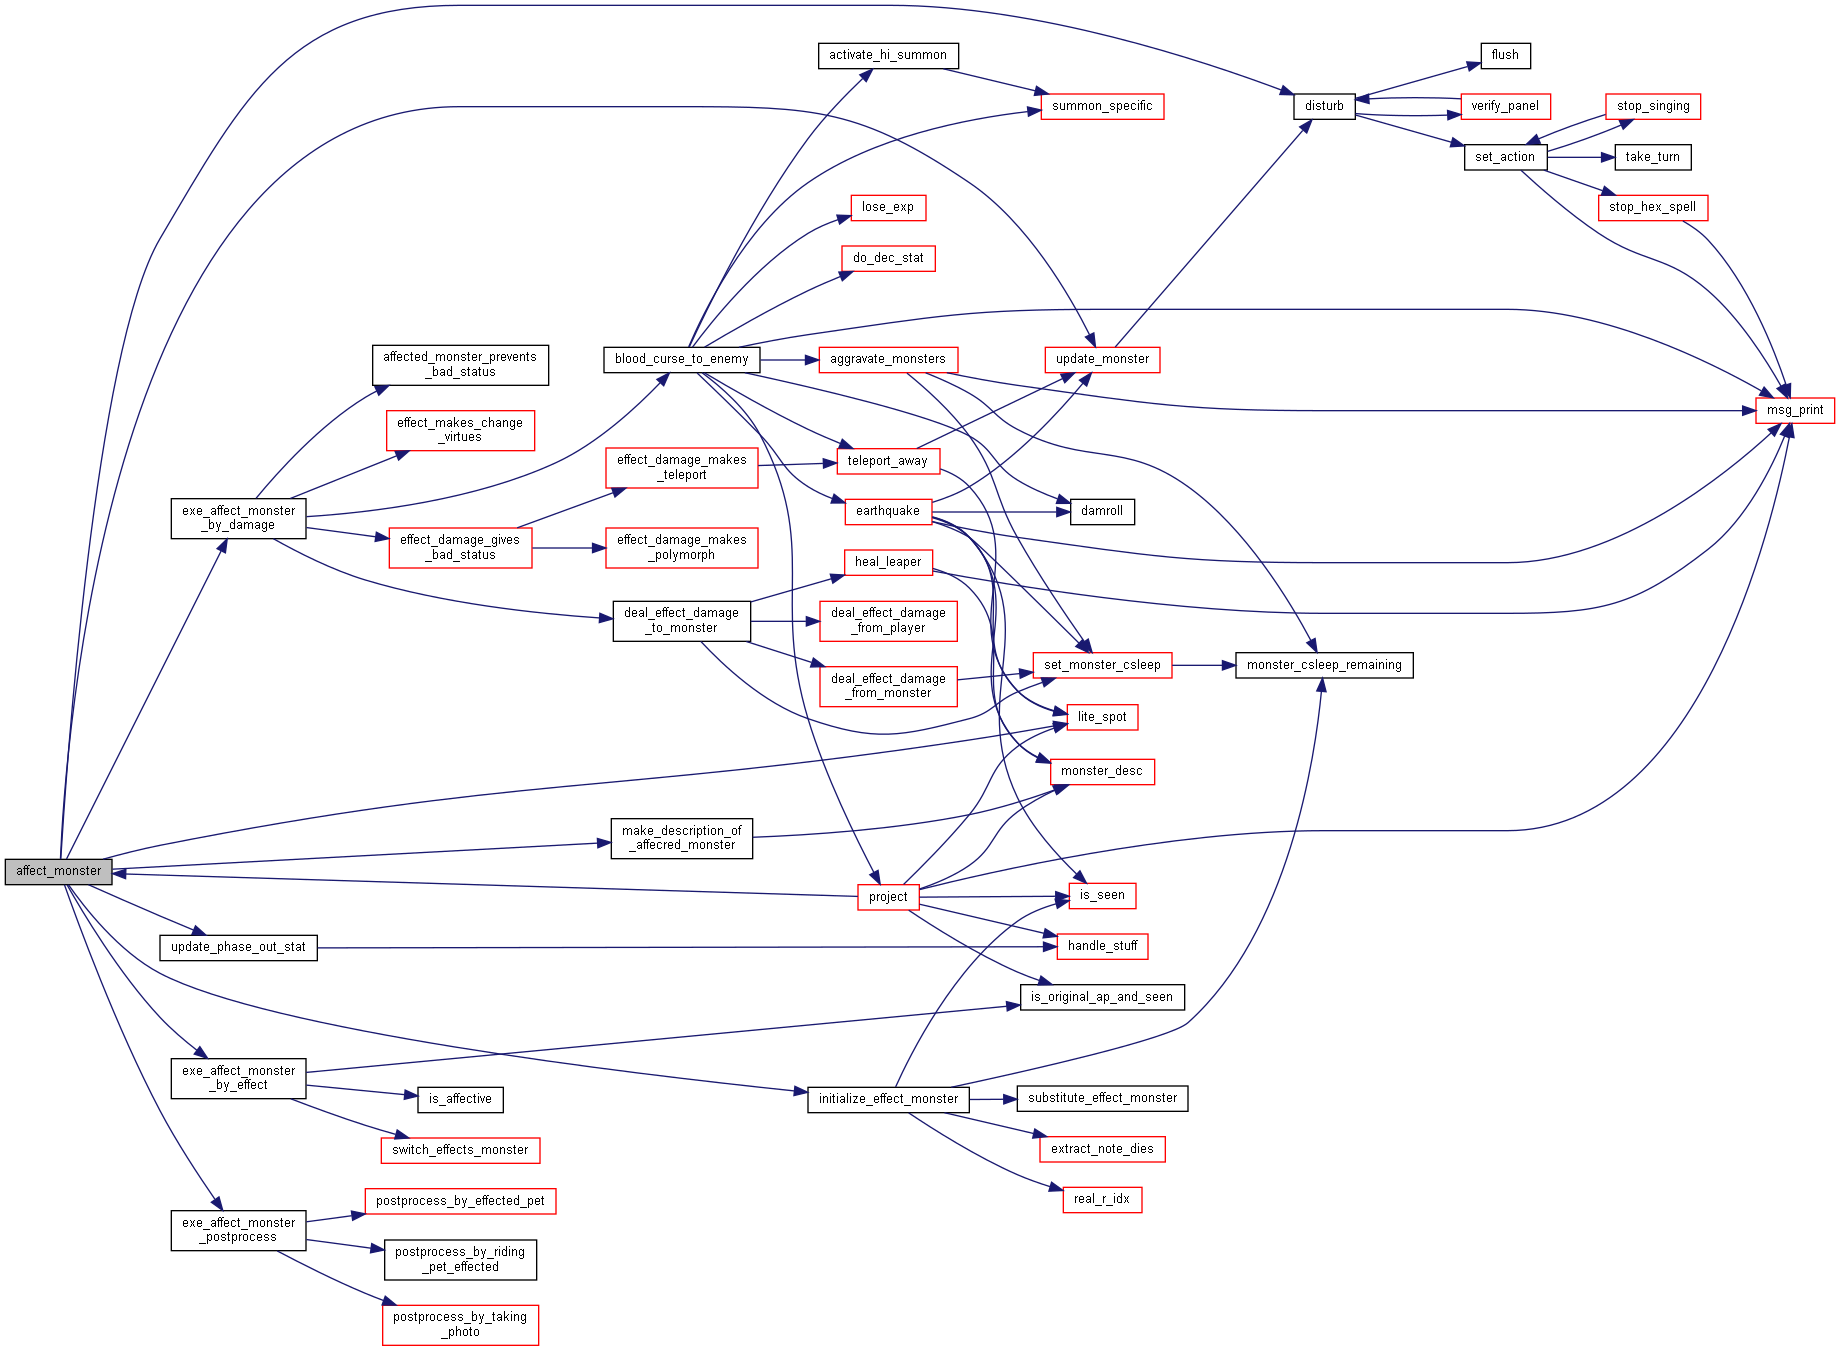 activate_hi_summon
flush
disturb
verify_panel
stop_singing
summon_specific
set_action
take_turn
lose_exp
stop_hex_spell
do_dec_stat
affected_monster_prevents
_bad_status
blood_curse_to_enemy
aggravate_monsters
update_monster
effect_makes_change
_virtues
msg_print
effect_damage_makes
_teleport
teleport_away
exe_affect_monster
_by_damage
earthquake
damroll
effect_damage_gives
_bad_status
effect_damage_makes
_polymorph
heal_leaper
deal_effect_damage
_to_monster
deal_effect_damage
_from_player
set_monster_csleep
monster_csleep_remaining
deal_effect_damage
_from_monster
lite_spot
monster_desc
make_description_of
_affecred_monster
affect_monster
project
is_seen
update_phase_out_stat
handle_stuff
is_original_ap_and_seen
exe_affect_monster
_by_effect
is_affective
initialize_effect_monster
substitute_effect_monster
switch_effects_monster
extract_note_dies
postprocess_by_effected_pet
real_r_idx
exe_affect_monster
_postprocess
postprocess_by_riding
_pet_effected
postprocess_by_taking
_photo